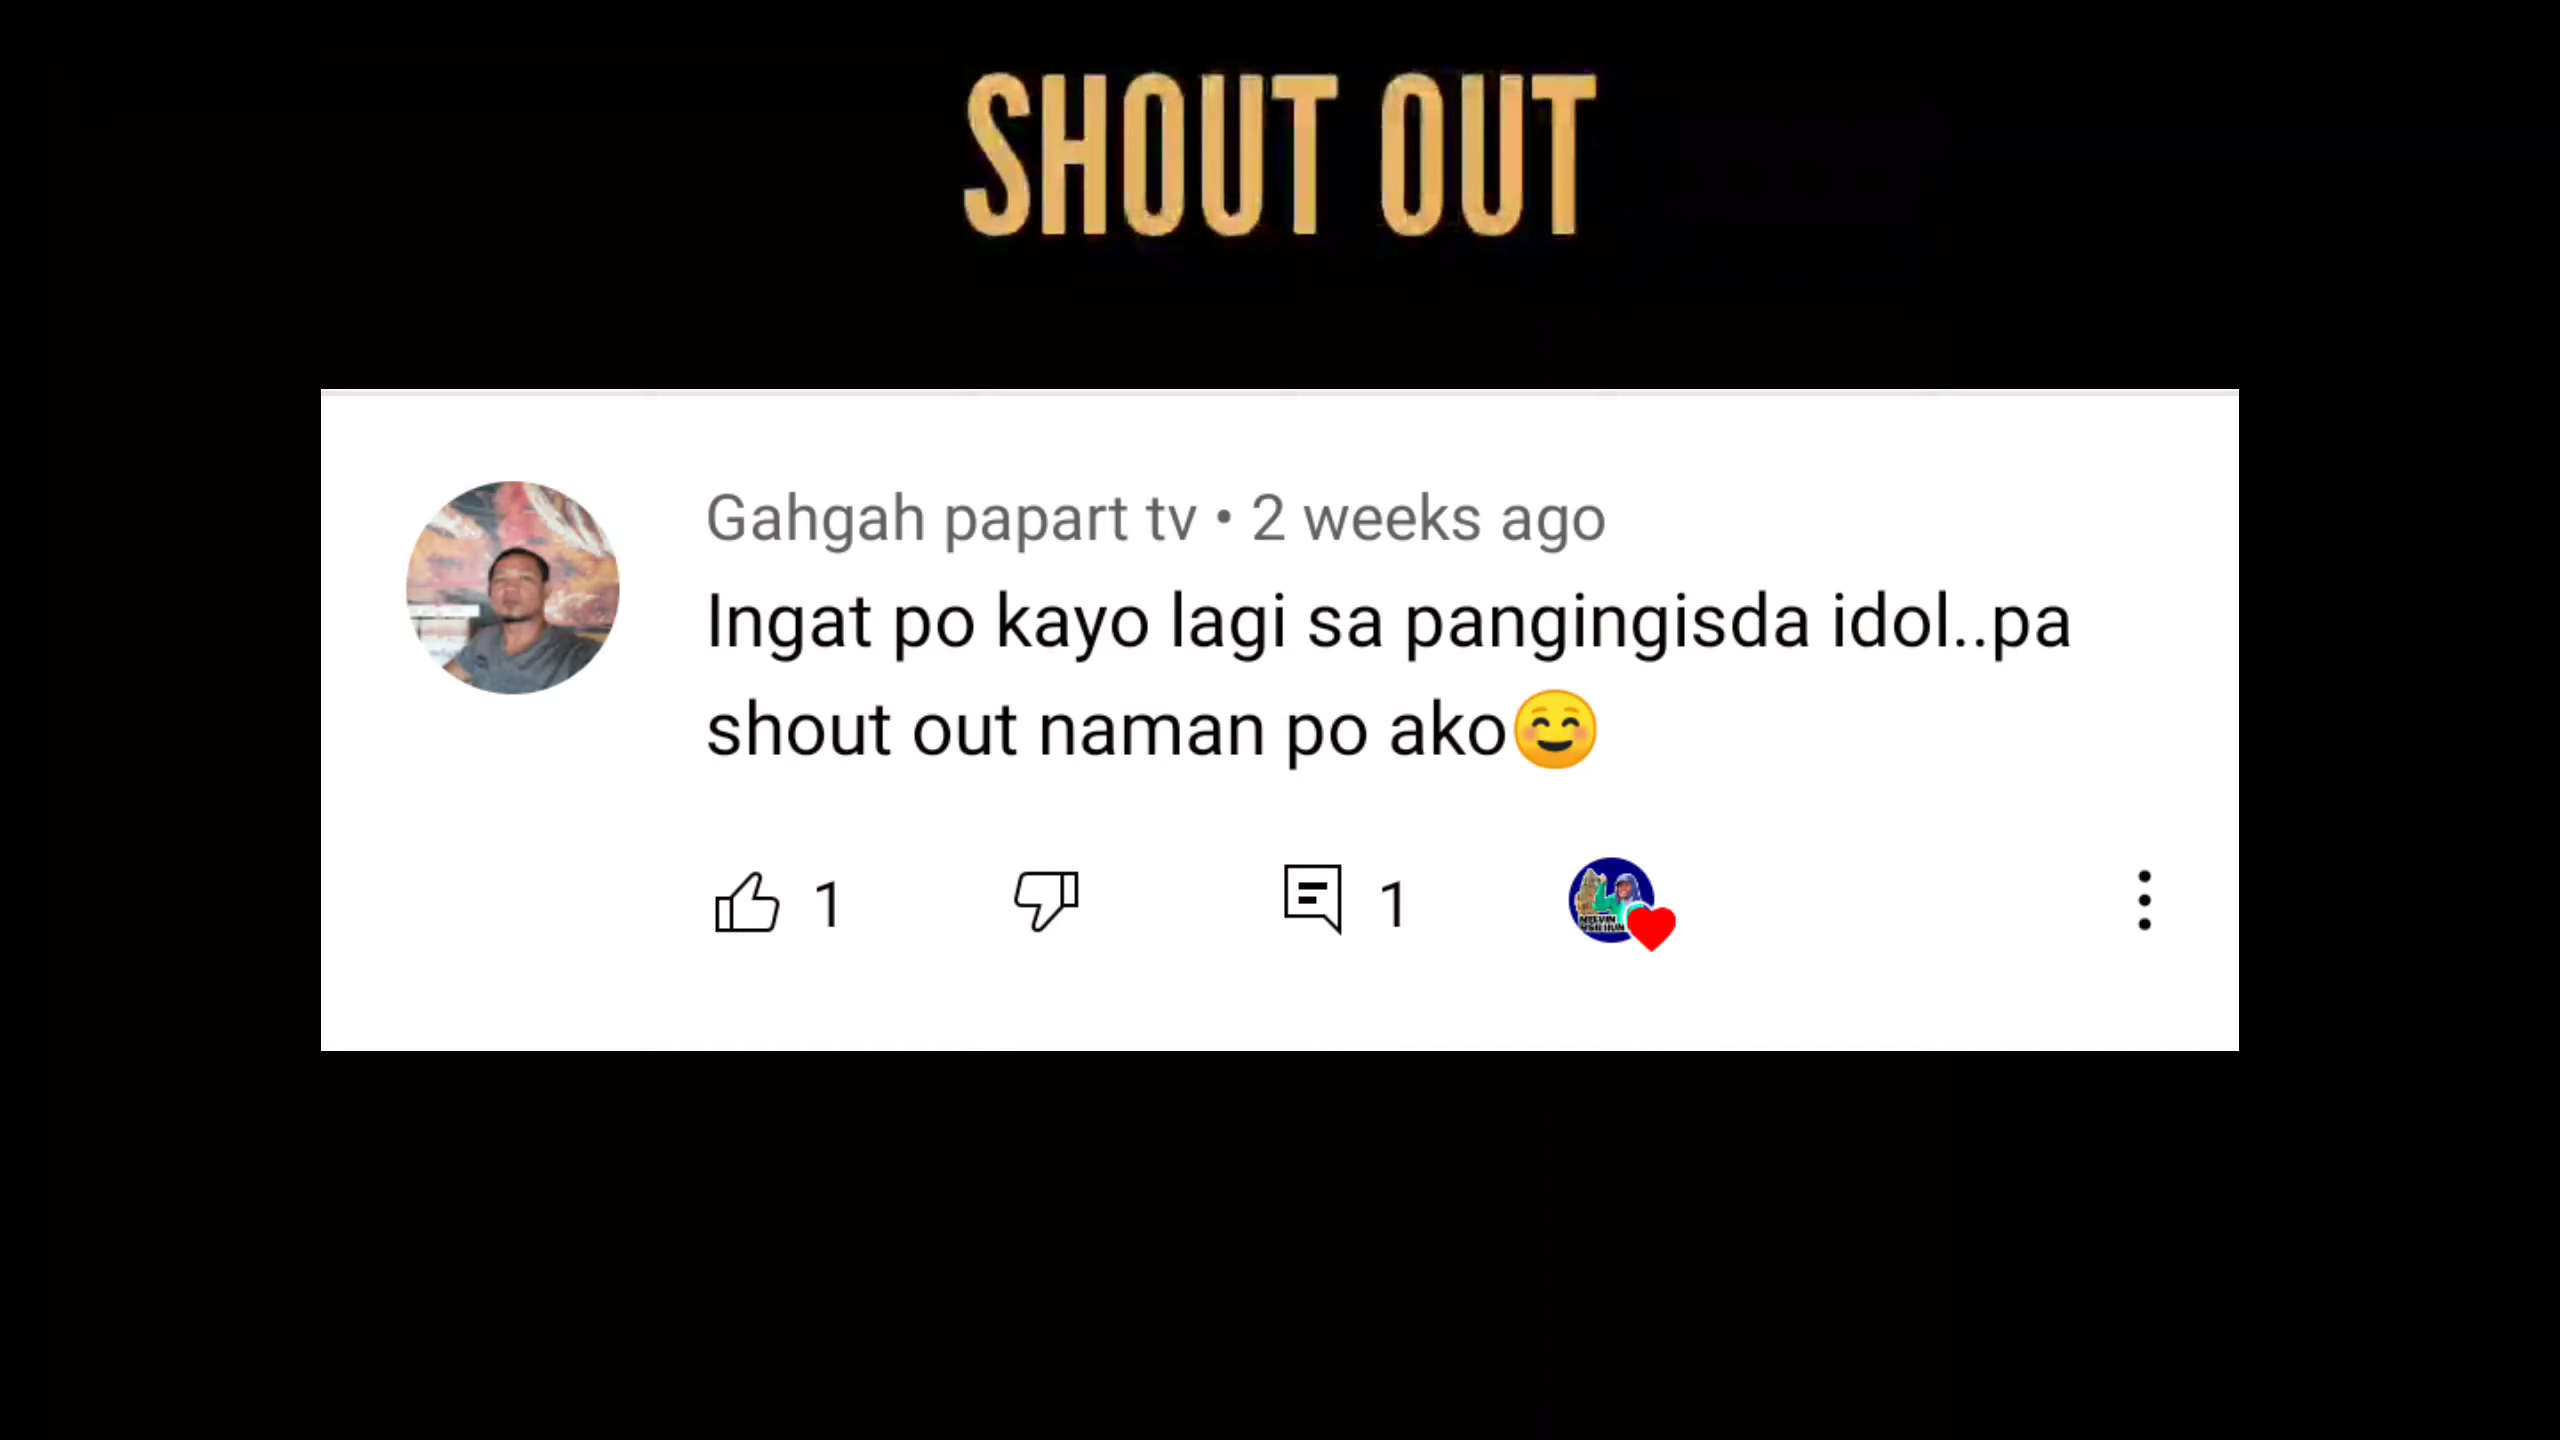 SHOUT OUT
Gahgah papart tv • 2 weeks ago
Ingat po kayo lagi sa pangingisda idol..pa
shout out naman po ako☺️
1
1
MELVIN